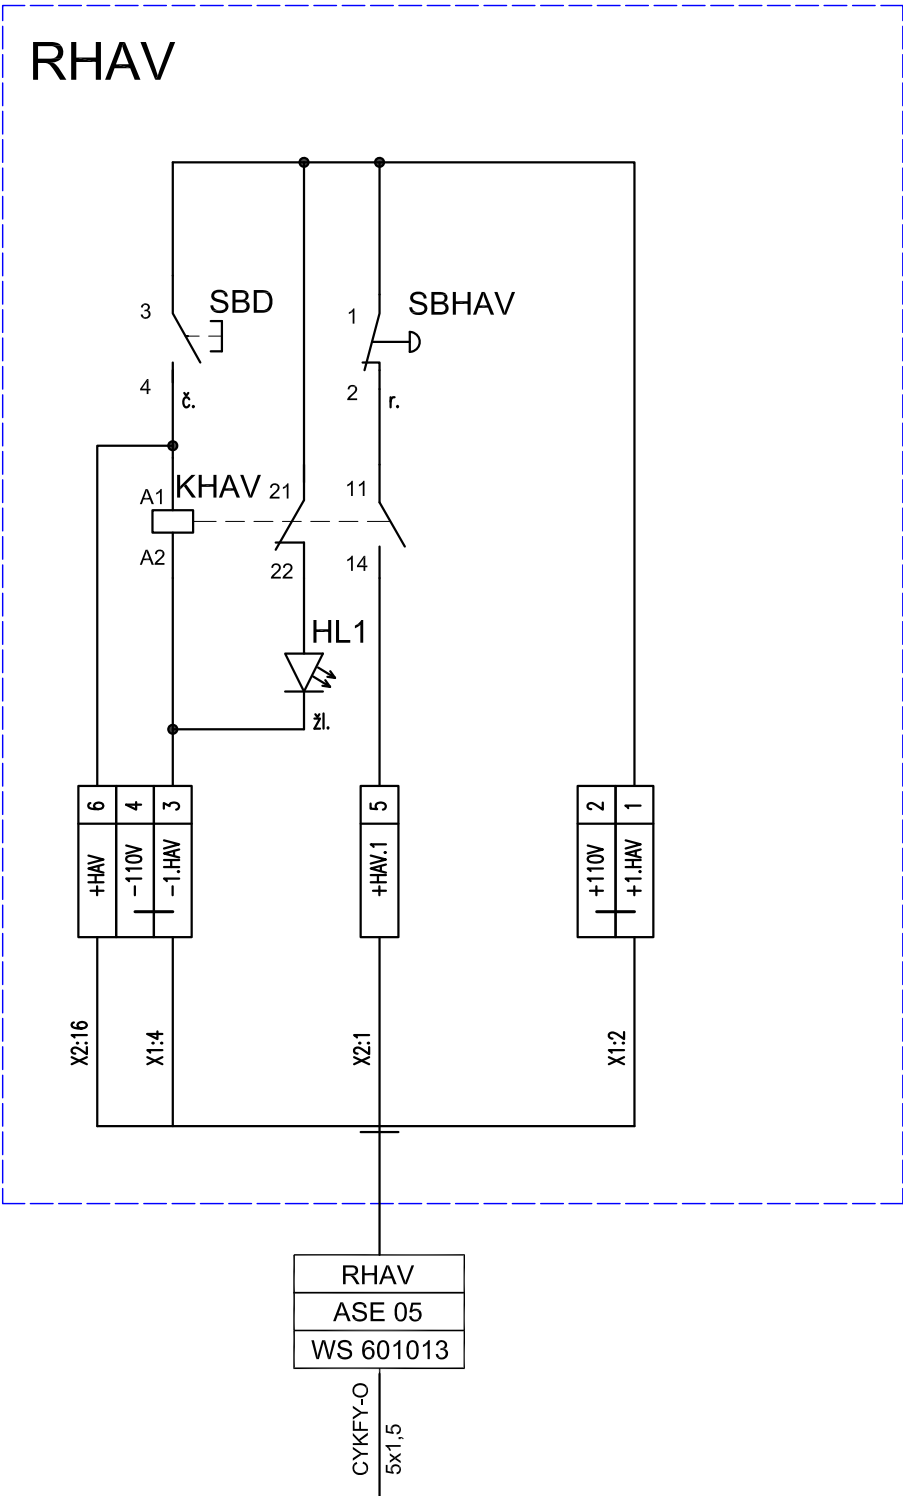 RHAV
SBD
SBHAV
3
1
4
2
č.
r.
KHAV
A1
21
11
A2
22
14
HL1
žl.
6
4
3
5
2
1
+HAV
-110V
-1.HAV
+HAV.1
+110V
+1.HAV
X2:16
X1:4
X2:1
X1:2
RHAV
ASE 05
WS 601013
CYKFY-O
5x1,5